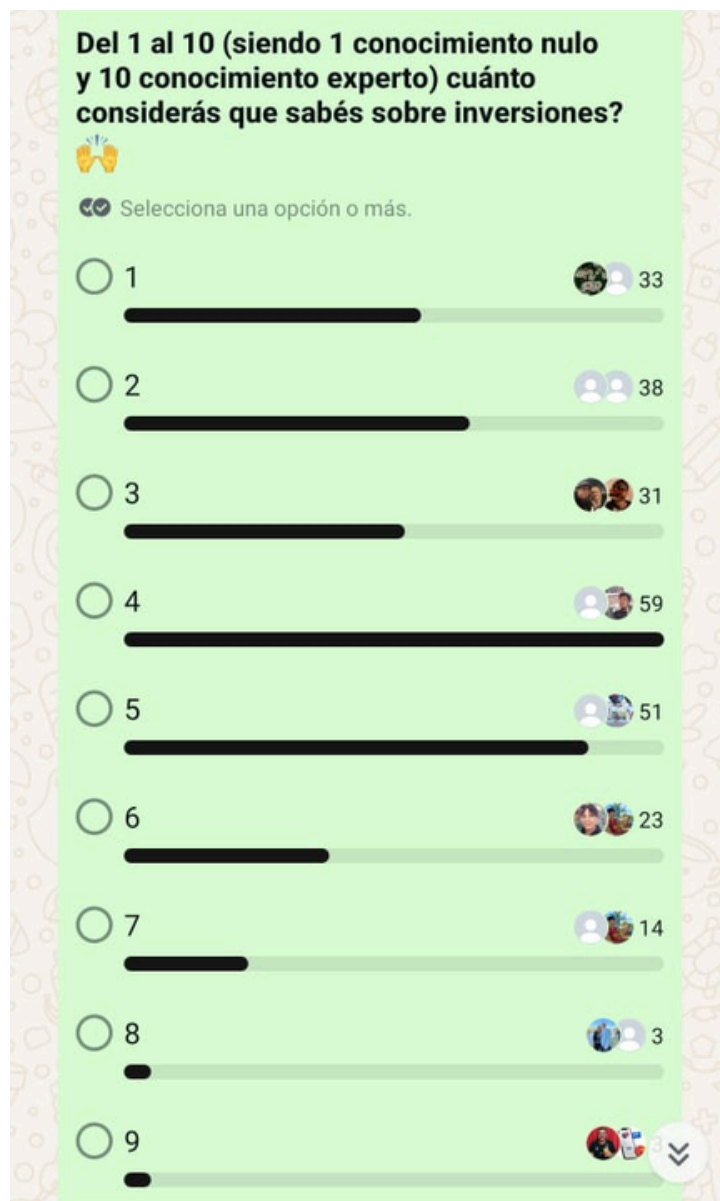 Del 1 al 10 (siendo 1 conocimiento nulo
y 10 conocimiento experto) cuánto
considerás que sabés sobre inversiones?
🙌
Selecciona una opción o más.
1 33
2 38
3 31
4 59
5 51
6 23
7 14
8 3
9 3